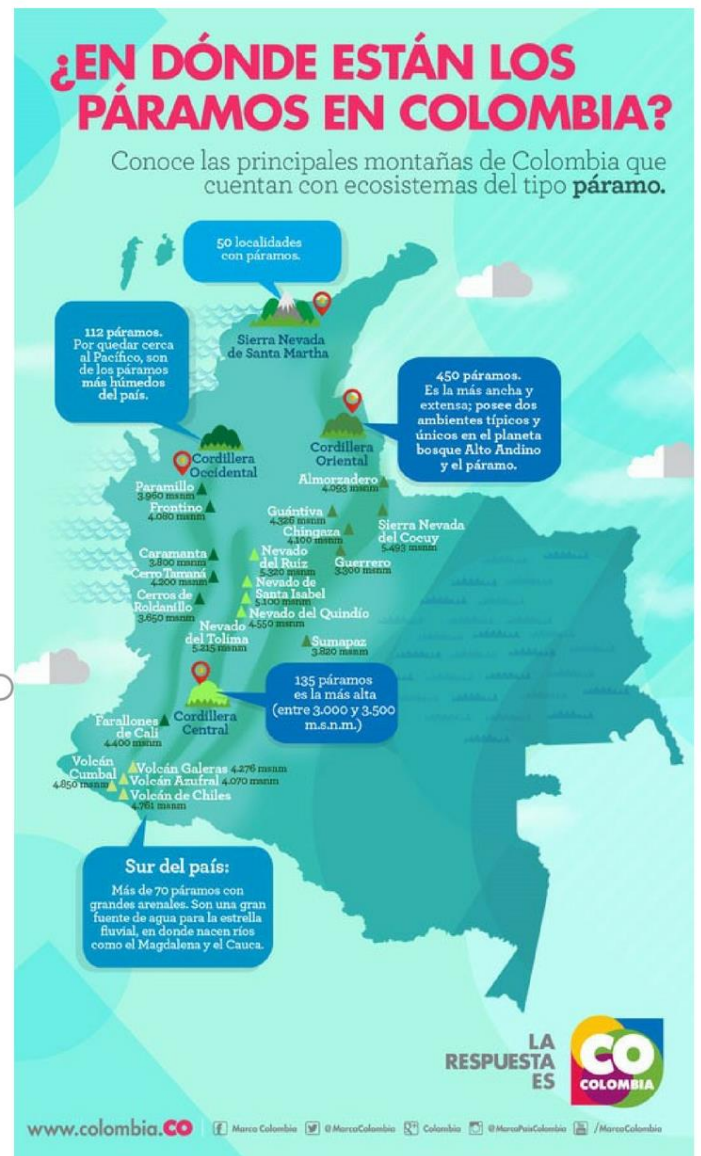 ¿EN DÓNDE ESTÁN LOS
PÁRAMOS EN COLOMBIA?
Conoce las principales montañas de Colombia que
cuentan con ecosistemas del tipo páramo.
50 localidades
con páramos.
Sierra Nevada
de Santa Martha
112 páramos.
Por quedar cerca
al Pacífico, son
de los páramos
más húmedos
del país.
450 páramos.
Es la más ancha y
extensa; posee dos
ambientes típicos y
únicos en el planeta
bosque Alto Andino
y el páramo.
Cordillera
Occidental
Cordillera
Oriental
Paramillo
3.960 msnm
Frontino
4.080 msnm
Almorzadero
4.093 msnm
Guántiva
4.326 msnm
Chingaza
4.100 msnm
Sierra Nevada
del Cocuy
5.493 msnm
Guerrero
3.300 msnm
Caramanta
3.800 msnm
Cerro Tamaná
4.200 msnm
Cerros de
Roldanillo
3.650 msnm
Nevado
del Ruiz
5.320 msnm
Nevado de
Santa Isabel
5.100 msnm
Nevado del Quindío
4.550 msnm
Nevado
del Tolima
5.215 msnm
Sumapaz
3.820 msnm
135 páramos
es la más alta
(entre 3.000 y 3.500
m.s.n.m.)
Cordillera
Central
Farallones
de Cali
4.400 msnm
Volcán
Cumbal
4.850 msnm
Volcán Galeras 4.276 msnm
Volcán Azufral 4.070 msnm
Volcán de Chiles
4.761 msnm
Sur del país:
Más de 70 páramos con
grandes arenales. Son una gran
fuente de agua para la estrella
fluvial, en donde nacen ríos
como el Magdalena y el Cauca.
LA
RESPUESTA
ES
CO
COLOMBIA
www.colombia.CO
Marca Colombia
@MarcaColombia
Colombia
@MarcaPaisColombia
/MarcaColombia